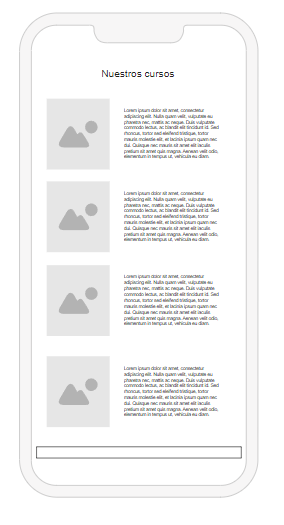 Nuestros cursos
Lorem ipsum dolor sit amet, consectetur
adipiscing elit. Nulla quam velit, vulputate eu
pharetra nec, mattis ac neque. Duis vulputate
commodo lectus, ac blandit elit tincidunt id. Sed
rhoncus, tortor sed eleifend tristique, tortor
mauris molestie elit, et lacinia ipsum quam nec
dui. Quisque nec mauris sit amet elit iaculis
pretium sit amet quis magna. Aenean velit odio,
elementum in tempus ut, vehicula eu diam.
Lorem ipsum dolor sit amet, consectetur
adipiscing elit. Nulla quam velit, vulputate eu
pharetra nec, mattis ac neque. Duis vulputate
commodo lectus, ac blandit elit tincidunt id. Sed
rhoncus, tortor sed eleifend tristique, tortor
mauris molestie elit, et lacinia ipsum quam nec
dui. Quisque nec mauris sit amet elit iaculis
pretium sit amet quis magna. Aenean velit odio,
elementum in tempus ut, vehicula eu diam.
Lorem ipsum dolor sit amet, consectetur
adipiscing elit. Nulla quam velit, vulputate eu
pharetra nec, mattis ac neque. Duis vulputate
commodo lectus, ac blandit elit tincidunt id. Sed
rhoncus, tortor sed eleifend tristique, tortor
mauris molestie elit, et lacinia ipsum quam nec
dui. Quisque nec mauris sit amet elit iaculis
pretium sit amet quis magna. Aenean velit odio,
elementum in tempus ut, vehicula eu diam.
Lorem ipsum dolor sit amet, consectetur
adipiscing elit. Nulla quam velit, vulputate eu
pharetra nec, mattis ac neque. Duis vulputate
commodo lectus, ac blandit elit tincidunt id. Sed
rhoncus, tortor sed eleifend tristique, tortor
mauris molestie elit, et lacinia ipsum quam nec
dui. Quisque nec mauris sit amet elit iaculis
pretium sit amet quis magna. Aenean velit odio,
elementum in tempus ut, vehicula eu diam.